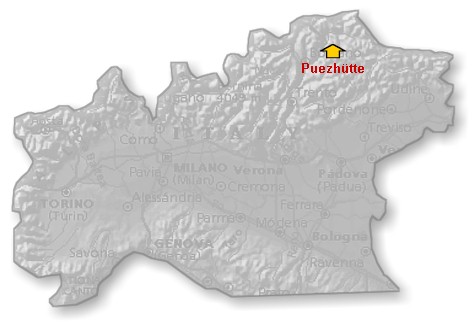 Puezhütte
Trento
Udine
Pordenone
Como
ITALY
Treviso
MILANO
(Milan)
Verona
Pavia
Cremona
Padova
(Padua)
TORINO
(Turin)
Alessandria
Parma
Ferrara
Modena
GENOVA
Bologna
Savona
Ravenna